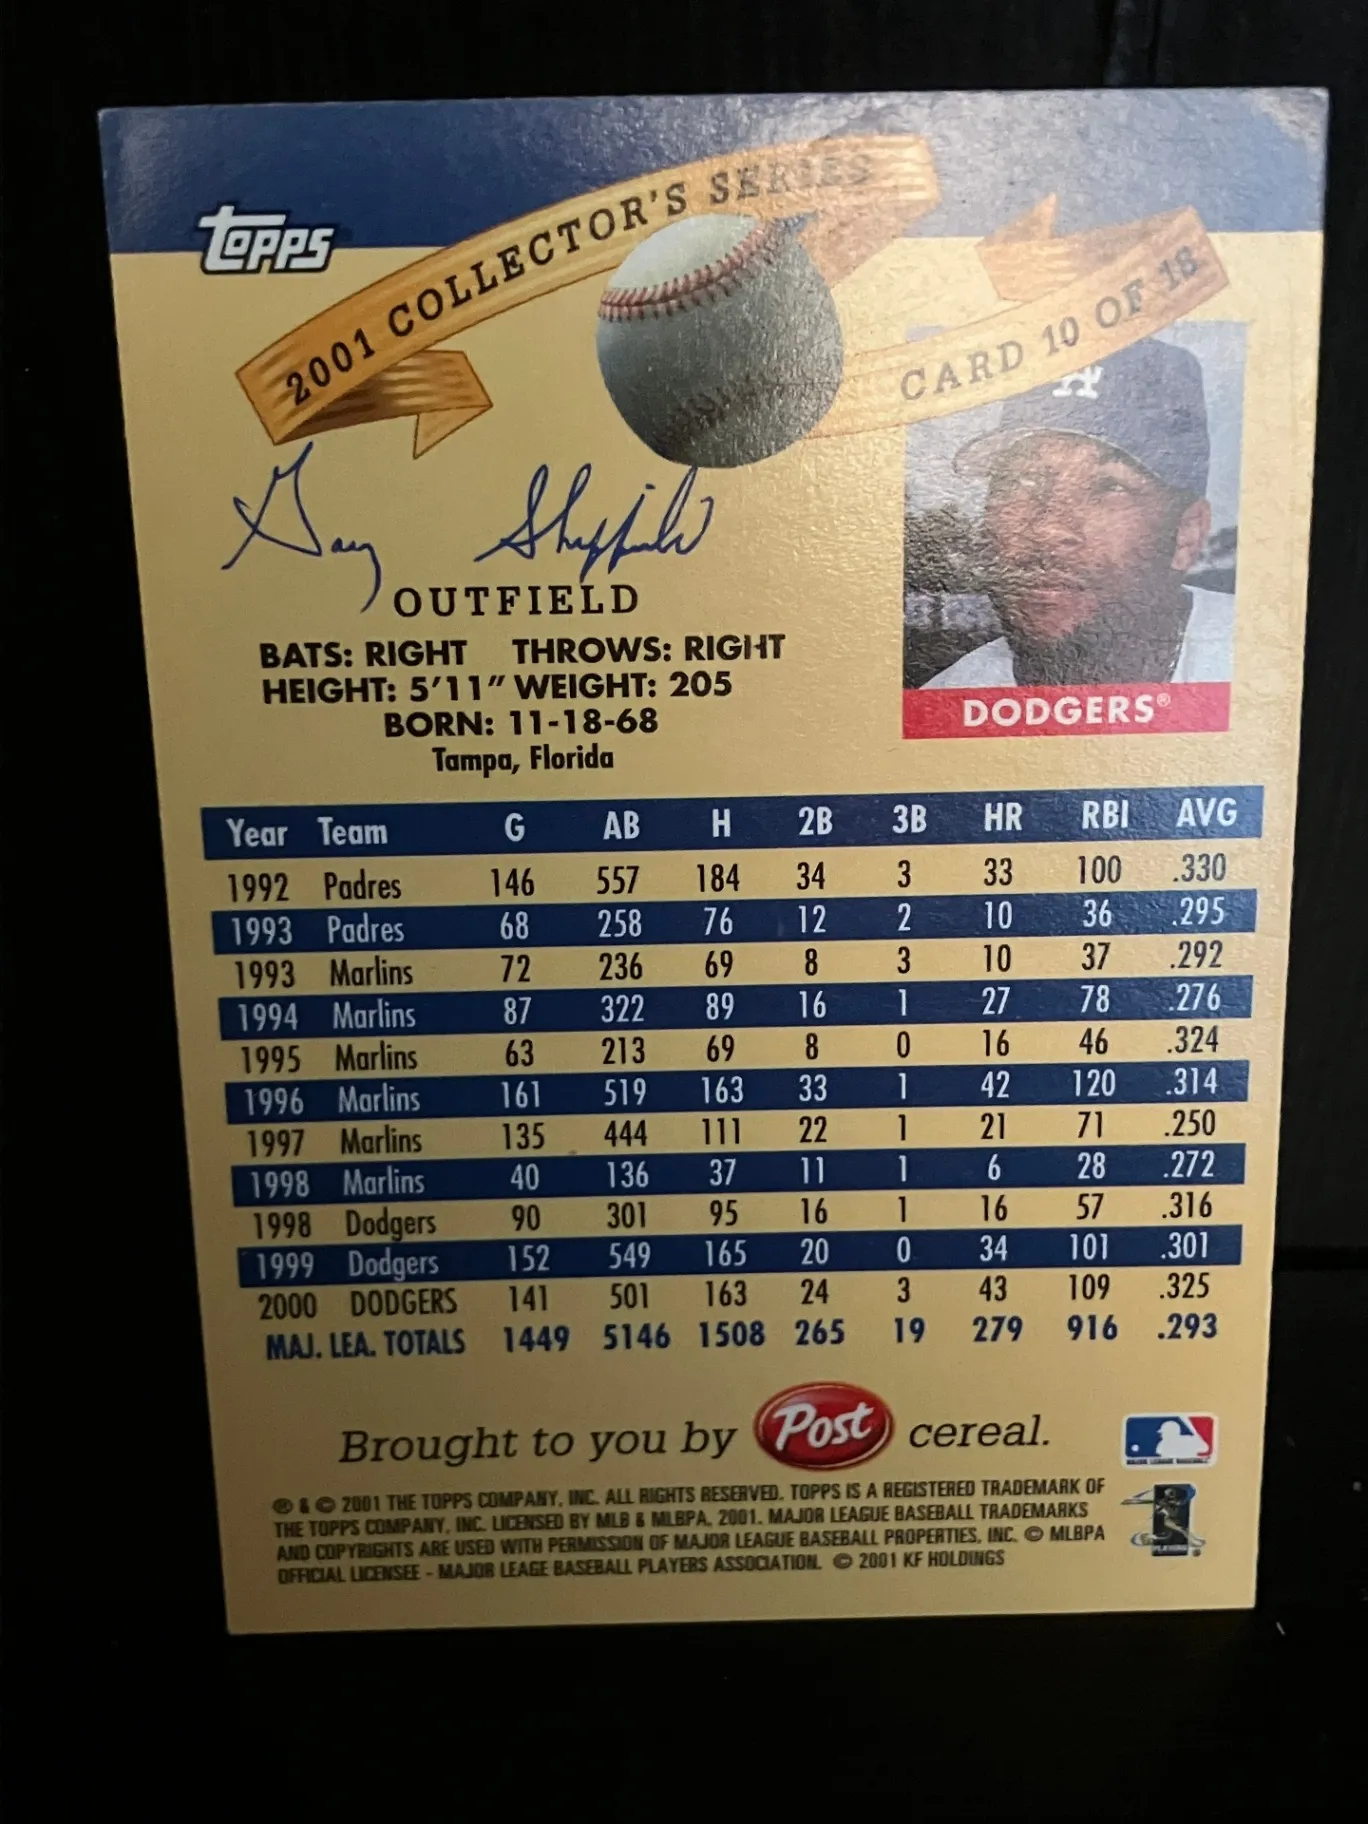 topps
2001 COLLECTOR'S SERIES
CARD 10 OF 18
Gary Sheffield
OUTFIELD
BATS: RIGHT THROWS: RIGHT
HEIGHT: 5'11" WEIGHT: 205
BORN: 11-18-68
Tampa, Florida
LA
DODGERS®
Year Team G AB H 2B 3B HR RBI AVG
1992 Padres 146 557 184 34 3 33 100 .330
1993 Padres 68 258 76 12 2 10 36 .295
1993 Marlins 72 236 69 8 3 10 37 .292
1994 Marlins 87 322 89 16 1 27 78 .276
1995 Marlins 63 213 69 8 0 16 46 .324
1996 Marlins 161 519 163 33 1 42 120 .314
1997 Marlins 135 444 111 22 1 21 71 .250
1998 Marlins 40 136 37 11 1 6 28 .272
1998 Dodgers 90 301 95 16 1 16 57 .316
1999 Dodgers 152 549 165 20 0 34 101 .301
2000 DODGERS 141 501 163 24 3 43 109 .325
MAJ. LEA. TOTALS 1449 5146 1508 265 19 279 916 .293
Brought to you by Post cereal.
® & © 2001 THE TOPPS COMPANY, INC. ALL RIGHTS RESERVED. TOPPS IS A REGISTERED TRADEMARK OF
THE TOPPS COMPANY, INC. LICENSED BY MLB & MLBPA, 2001. MAJOR LEAGUE BASEBALL TRADEMARKS
AND COPYRIGHTS ARE USED WITH PERMISSION OF MAJOR LEAGUE BASEBALL PROPERTIES, INC. © MLBPA
OFFICIAL LICENSEE - MAJOR LEAGE BASEBALL PLAYERS ASSOCIATION. © 2001 KF HOLDINGS
MAJOR LEAGUE BASEBALL
PLAYERS